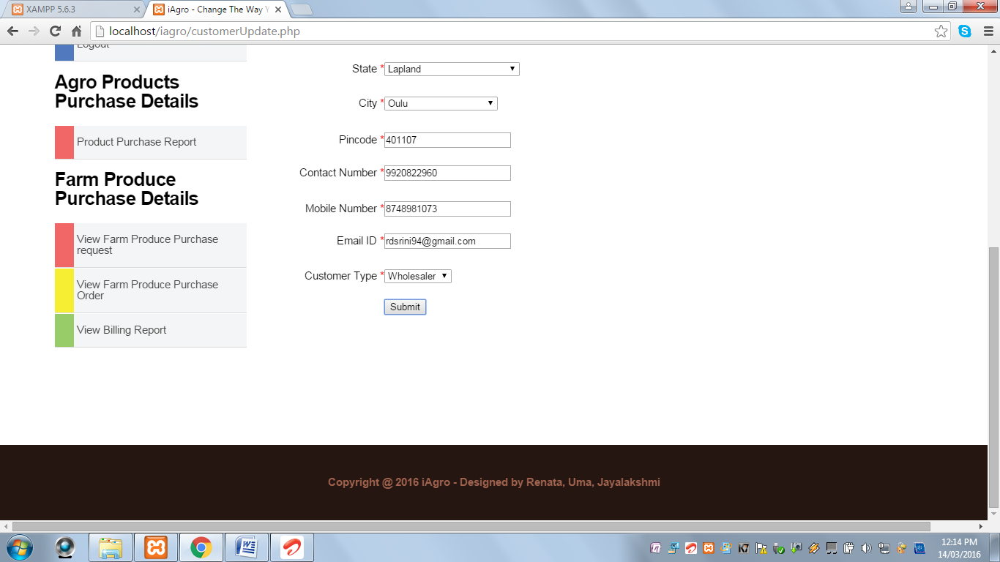 XAMPP 5.6.3
iAgro - Change The Way Y
localhost/iagro/customerUpdate.php
Logout
Agro Products
Purchase Details
Product Purchase Report
Farm Produce
Purchase Details
View Farm Produce Purchase
request
View Farm Produce Purchase
Order
View Billing Report
State * Lapland
City * Oulu
Pincode * 401107
Contact Number * 9920822960
Mobile Number * 8748981073
Email ID * rdsrini94@gmail.com
Customer Type * Wholesaler
Submit
Copyright @ 2016 iAgro - Designed by Renata, Uma, Jayalakshmi
K7
12:14 PM
14/03/2016